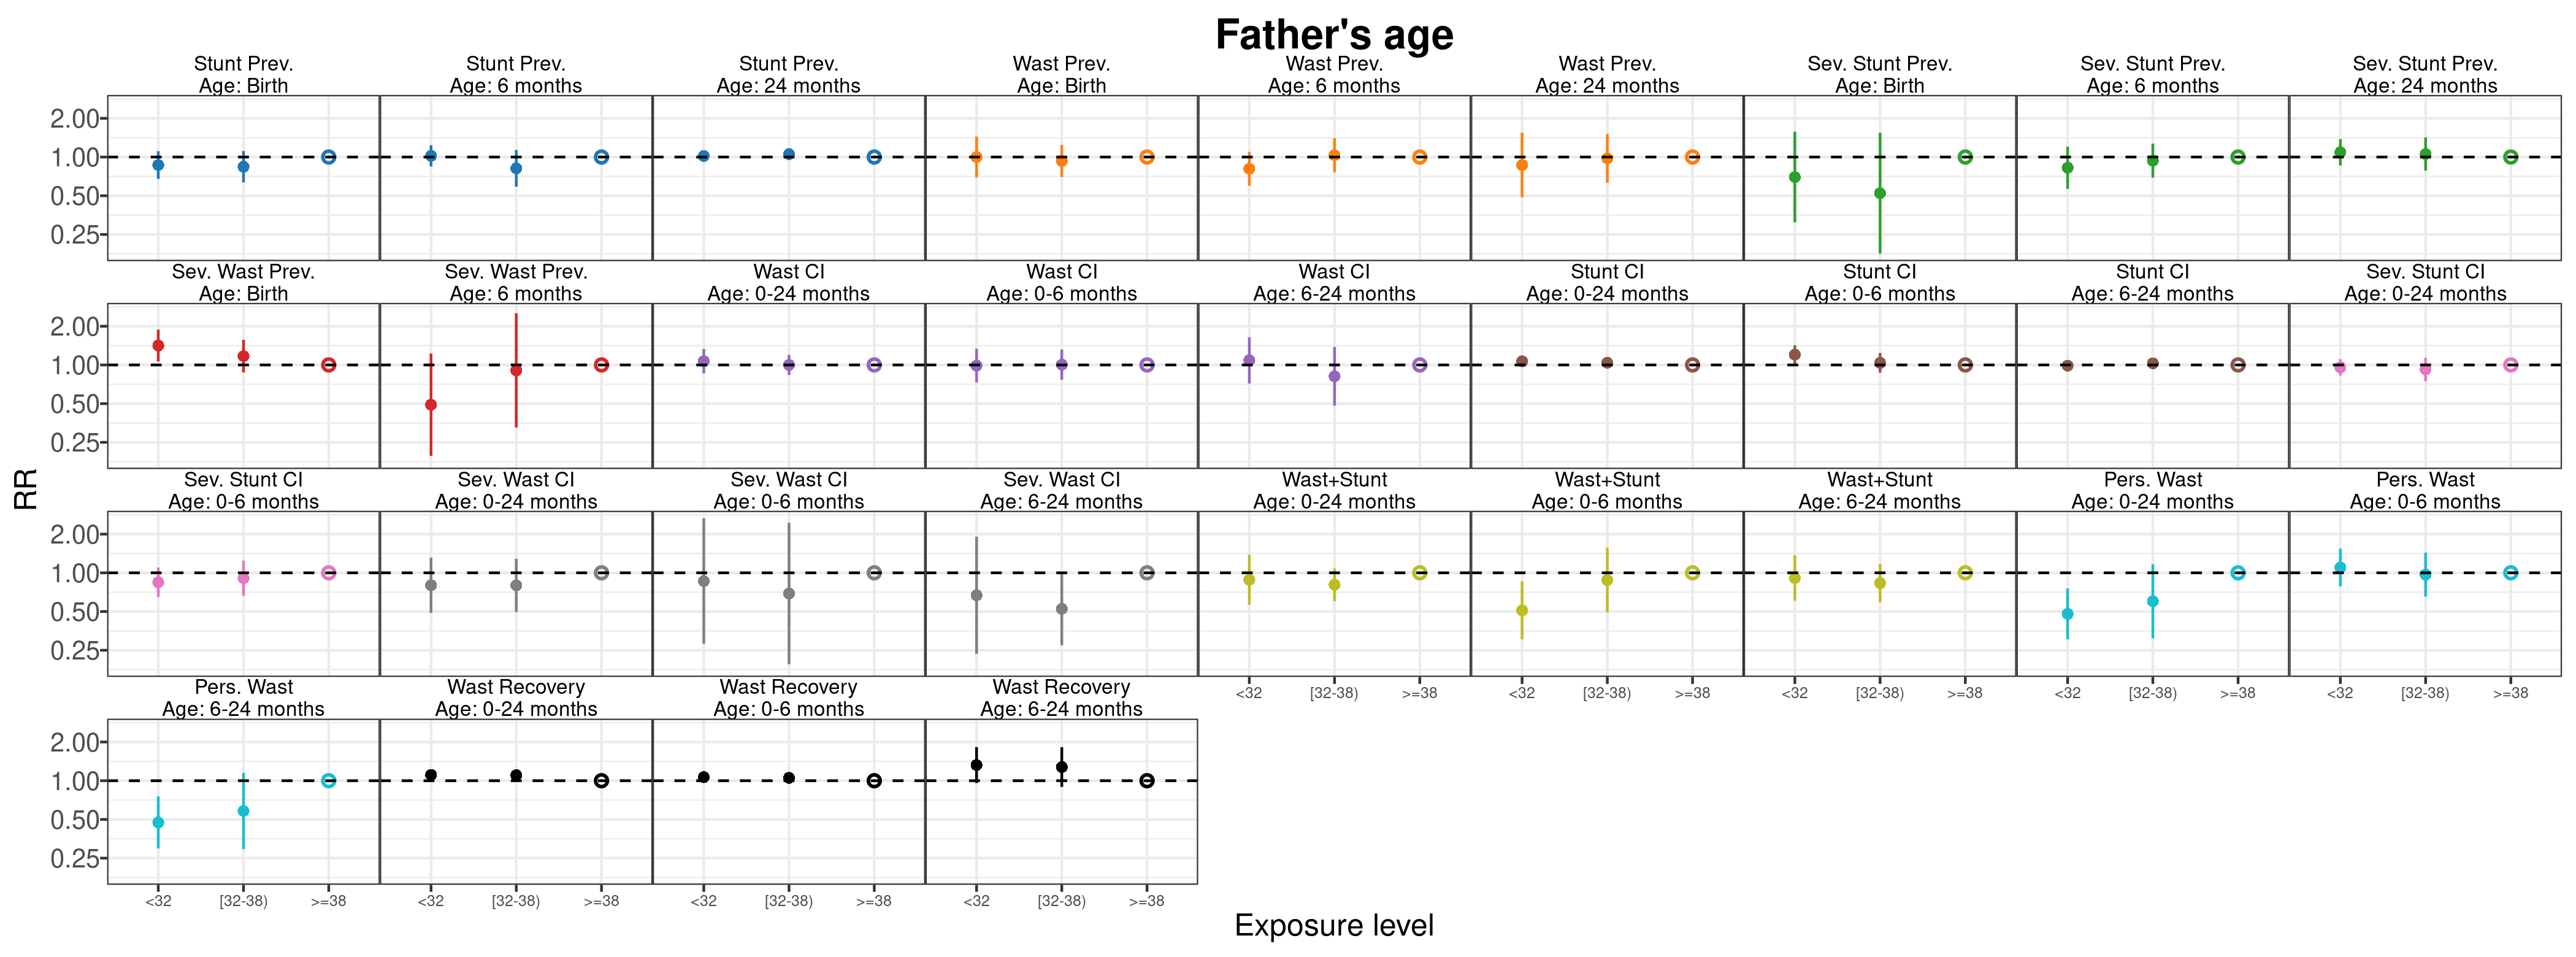 Father's age
Stunt Prev.
Age: Birth
Stunt Prev.
Age: 6 months
Stunt Prev.
Age: 24 months
Wast Prev.
Age: Birth
Wast Prev.
Age: 6 months
Wast Prev.
Age: 24 months
Sev. Stunt Prev.
Age: Birth
Sev. Stunt Prev.
Age: 6 months
Sev. Stunt Prev.
Age: 24 months
2.00
1.00
0.50
0.25
Sev. Wast Prev.
Age: Birth
Sev. Wast Prev.
Age: 6 months
Wast CI
Age: 0-24 months
Wast CI
Age: 0-6 months
Wast CI
Age: 6-24 months
Stunt CI
Age: 0-24 months
Stunt CI
Age: 0-6 months
Stunt CI
Age: 6-24 months
Sev. Stunt CI
Age: 0-24 months
2.00
1.00
0.50
0.25
RR
Sev. Stunt CI
Age: 0-6 months
Sev. Wast CI
Age: 0-24 months
Sev. Wast CI
Age: 0-6 months
Sev. Wast CI
Age: 6-24 months
Wast+Stunt
Age: 0-24 months
Wast+Stunt
Age: 0-6 months
Wast+Stunt
Age: 6-24 months
Pers. Wast
Age: 0-24 months
Pers. Wast
Age: 0-6 months
2.00
1.00
0.50
0.25
<32 [32-38) >=38
<32 [32-38) >=38
<32 [32-38) >=38
<32 [32-38) >=38
<32 [32-38) >=38
Pers. Wast
Age: 6-24 months
Wast Recovery
Age: 0-24 months
Wast Recovery
Age: 0-6 months
Wast Recovery
Age: 6-24 months
2.00
1.00
0.50
0.25
<32 [32-38) >=38
<32 [32-38) >=38
<32 [32-38) >=38
<32 [32-38) >=38
Exposure level